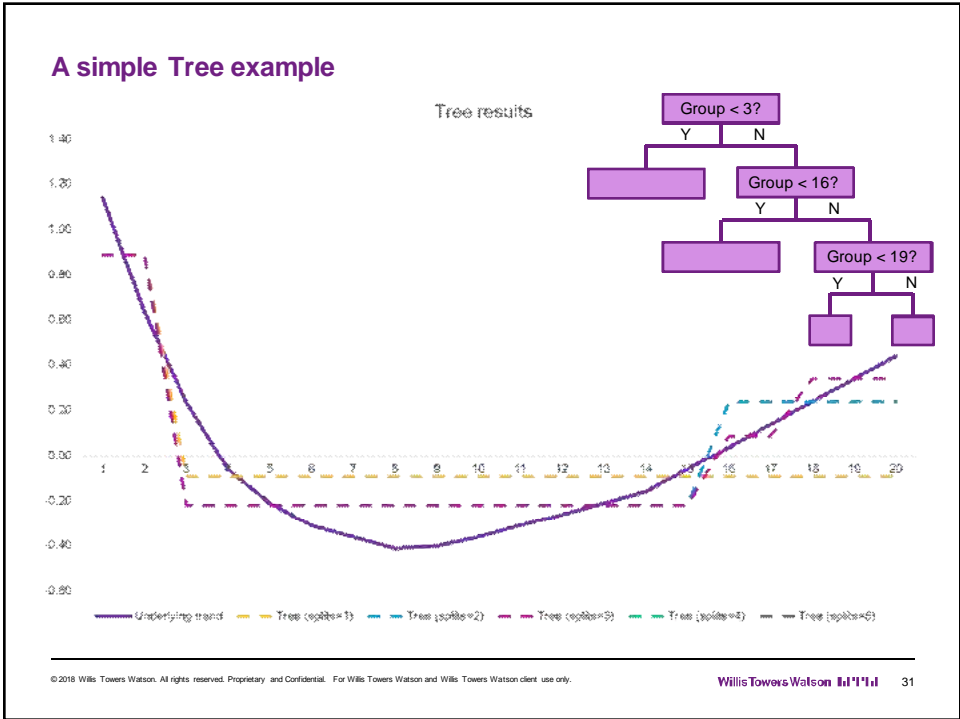 A simple Tree example
Tree results
Group < 3?
Y N
Group < 16?
Y N
Group < 19?
Y N
1.40
1.20
1.00
0.80
0.60
0.40
0.20
0.00
-0.20
-0.40
-0.60
1 2 3 4 5 6 7 8 9 10 11 12 13 14 15 16 17 18 19 20
Underlying trend Tree (splits=1) Tree (splits=2) Tree (splits=3) Tree (splits=4) Tree (splits=5)
© 2018 Willis Towers Watson. All rights reserved. Proprietary and Confidential. For Willis Towers Watson and Willis Towers Watson client use only.
Willis Towers Watson
31